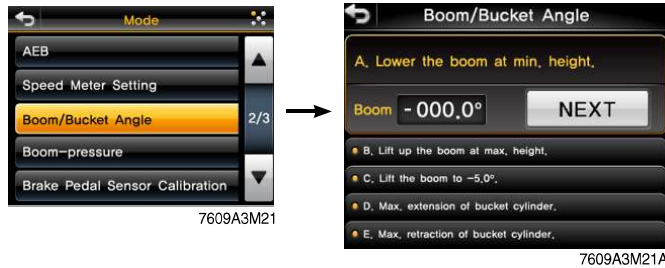 Mode
AEB
Speed Meter Setting
Boom/Bucket Angle
2/3
Boom-pressure
Brake Pedal Sensor Calibration
7609A3M21
Boom/Bucket Angle
A. Lower the boom at min. height.
Boom -000.0° NEXT
B. Lift up the boom at max. height.
C. Lift the boom to -5.0°.
D. Max. extension of bucket cylinder.
E. Max. retraction of bucket cylinder.
7609A3M21A